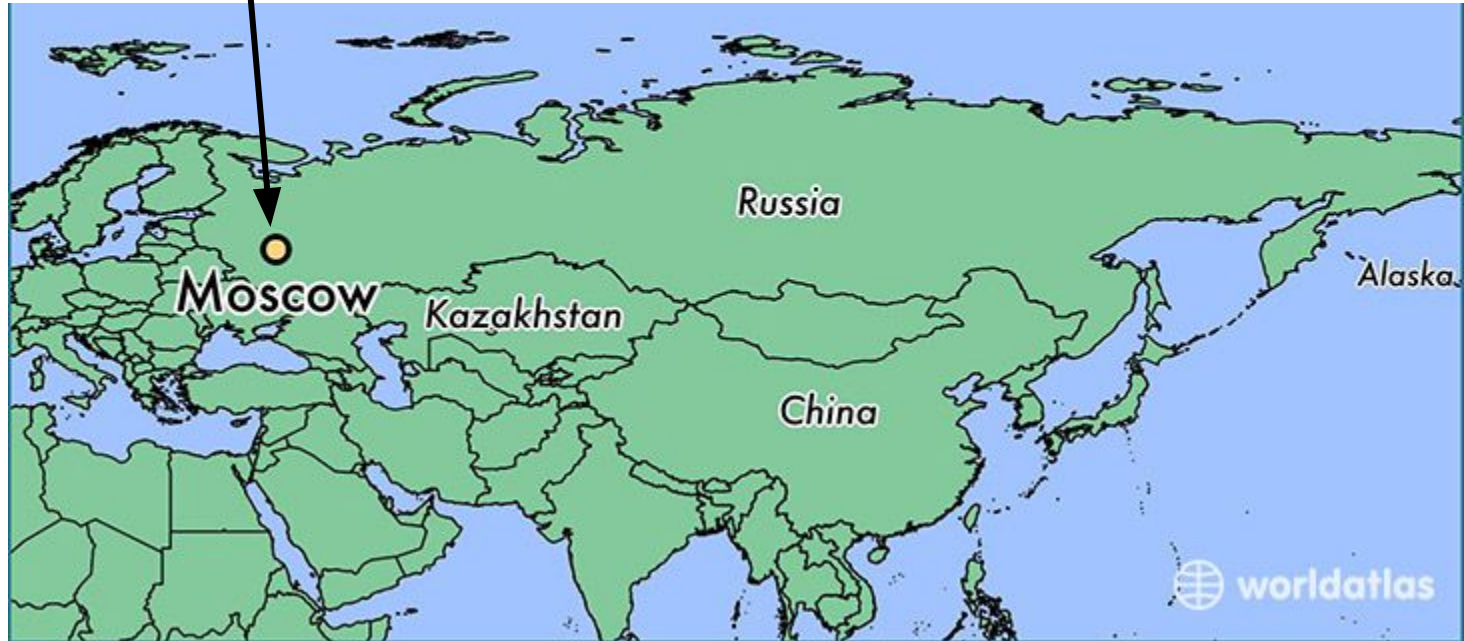 Russia
Alaska
Moscow
Kazakhstan
China
worldatlas